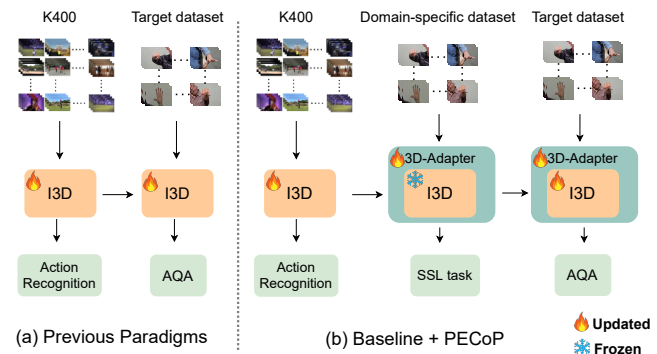 K400
Target dataset
I3D
I3D
Action
Recognition
AQA
(a) Previous Paradigms
K400
Domain-specific dataset
Target dataset
I3D
3D-Adapter
I3D
3D-Adapter
I3D
Action
Recognition
SSL task
AQA
(b) Baseline + PECoP
Updated
Frozen